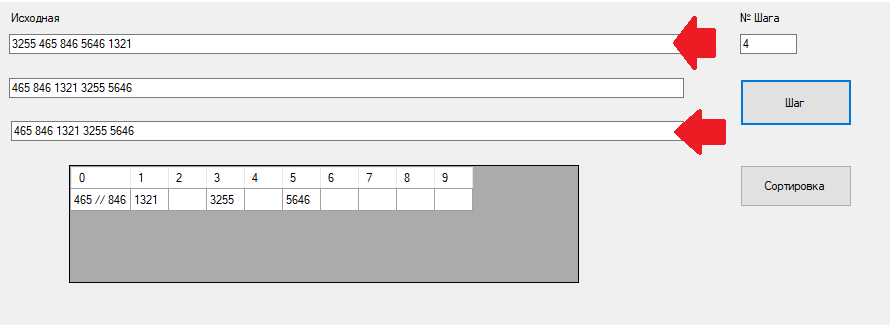 Исходная № Шага
3255 465 846 5646 1321 4
465 846 1321 3255 5646
Шаг
465 846 1321 3255 5646
0 1 2 3 4 5 6 7 8 9
465 // 846 1321 3255 5646
Сортировка